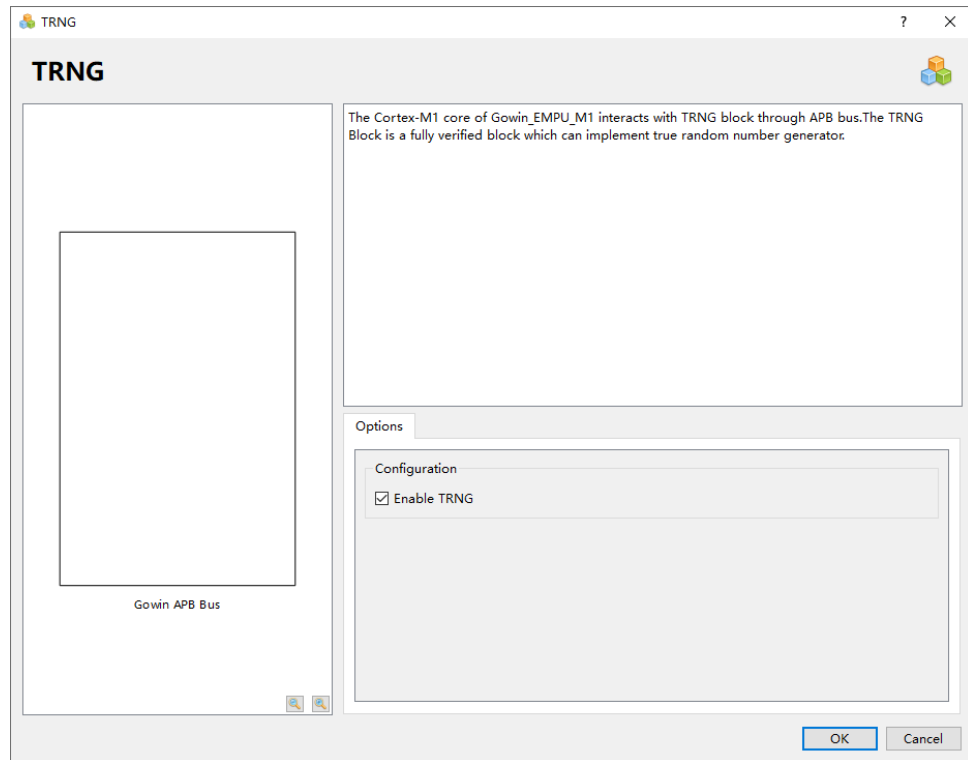 TRNG
?
TRNG
The Cortex-M1 core of Gowin_EMPU_M1 interacts with TRNG block through APB bus.The TRNG
Block is a fully verified block which can implement true random number generator.
Gowin APB Bus
Options
Configuration
Enable TRNG
OK
Cancel